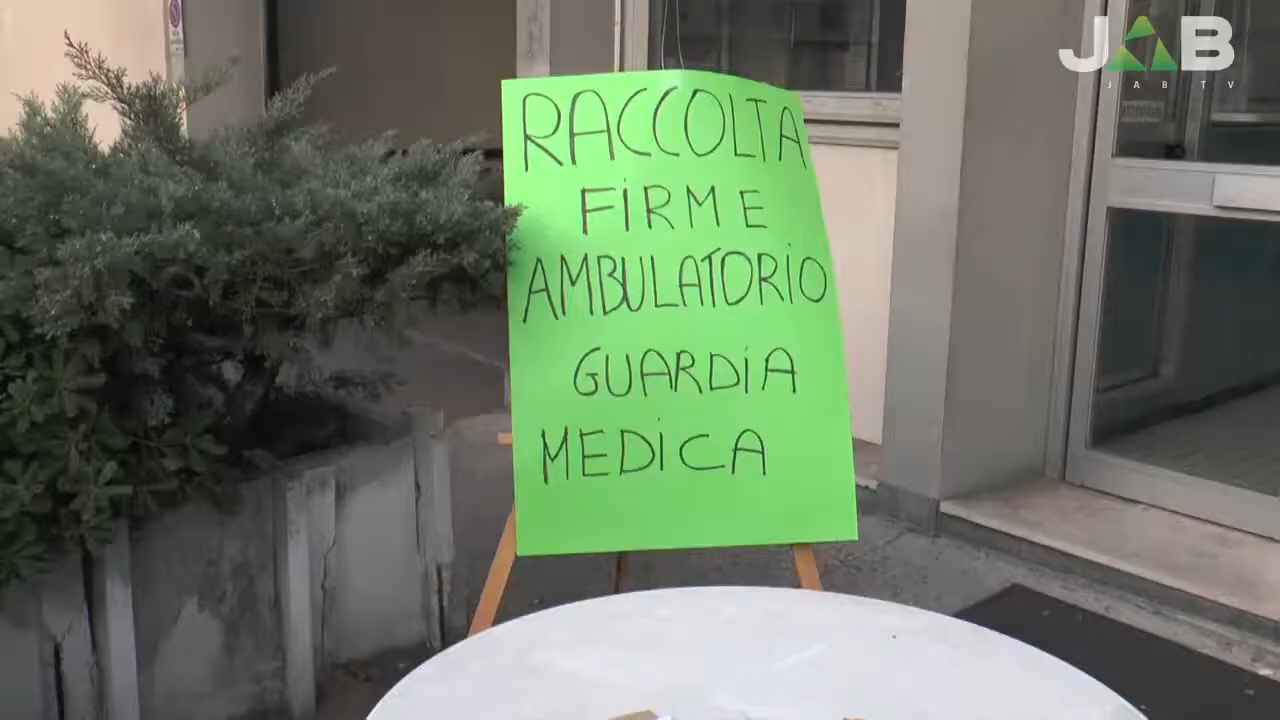 JAB
JABTV
RACCOLTA
FIRME
AMBULATORIO
GUARDIA
MEDICA